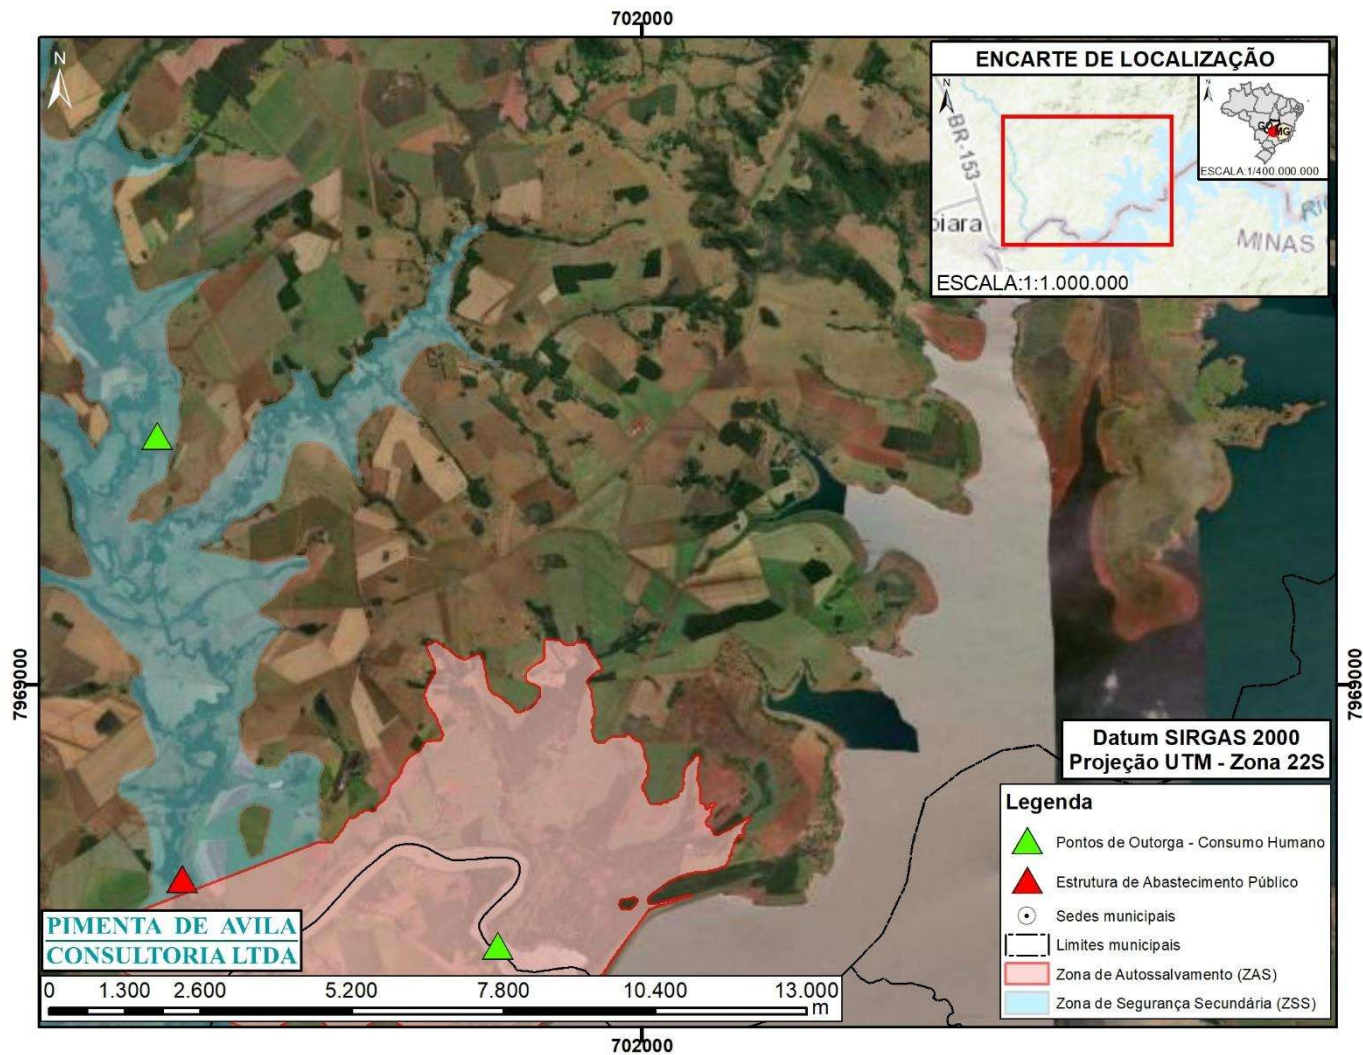 702000
N
ENCARTE DE LOCALIZAÇÃO
N
BR-153
N
GO
MG
ESCALA:1/400.000.000
biara
MINAS
ESCALA:1:1.000.000
7969000
7969000
Datum SIRGAS 2000
Projeção UTM - Zona 22S
Legenda
Pontos de Outorga - Consumo Humano
Estrutura de Abastecimento Público
Sedes municipais
Limites municipais
Zona de Autossalvamento (ZAS)
Zona de Segurança Secundária (ZSS)
PIMENTA DE AVILA
CONSULTORIA LTDA
0 1.300 2.600 5.200 7.800 10.400 13.000
m
702000